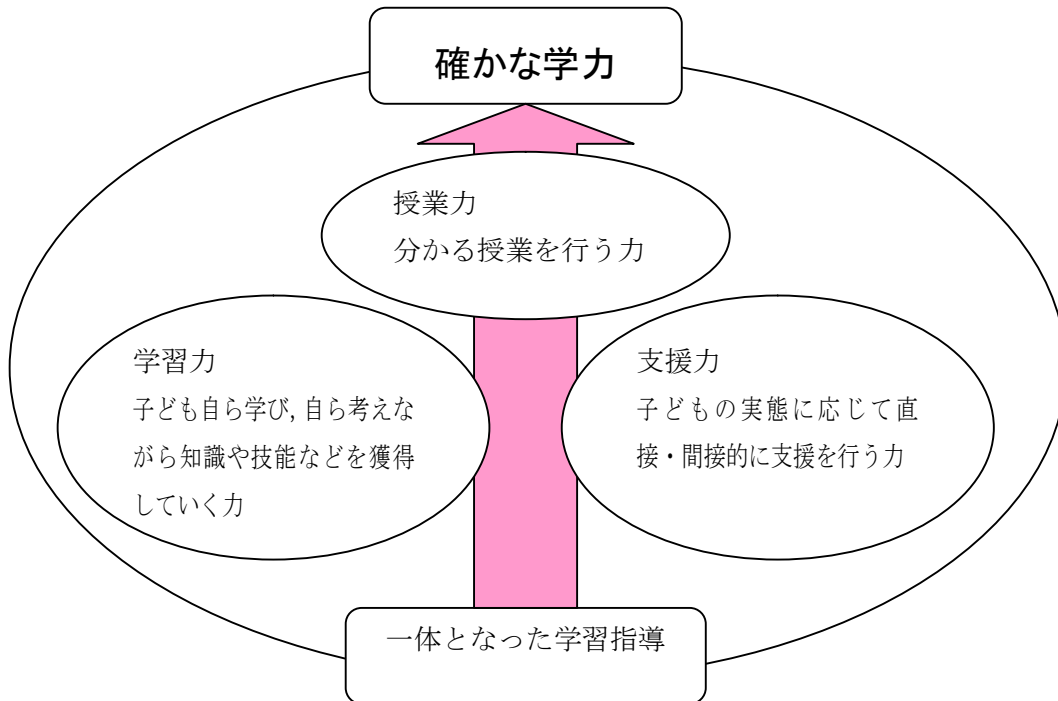 確かな学力
授業力
分かる授業を行う力
学習力
子ども自ら学び,自ら考えな
がら知識や技能などを獲得
していく力
支援力
子どもの実態に応じて直
接・間接的に支援を行う力
一体となった学習指導